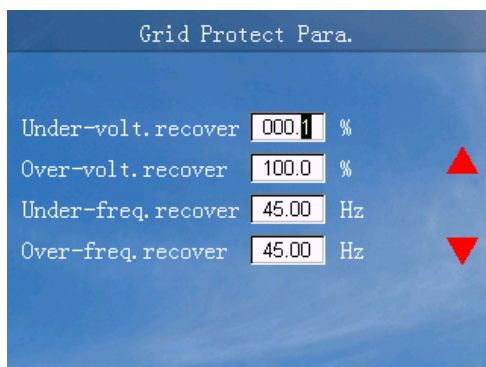 Grid Protect Para.
Under-volt.recover 000.1 %
Over-volt.recover 100.0 %
Under-freq.recover 45.00 Hz
Over-freq.recover 45.00 Hz